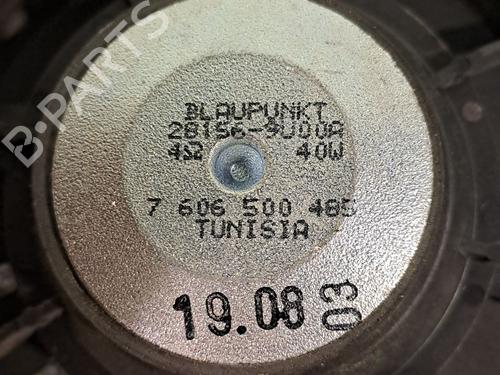 B-PARTS
BLAUPUNKT
28156-9U00A
4Ω 40W
7 606 500 485
TUNISIA
19.08 03